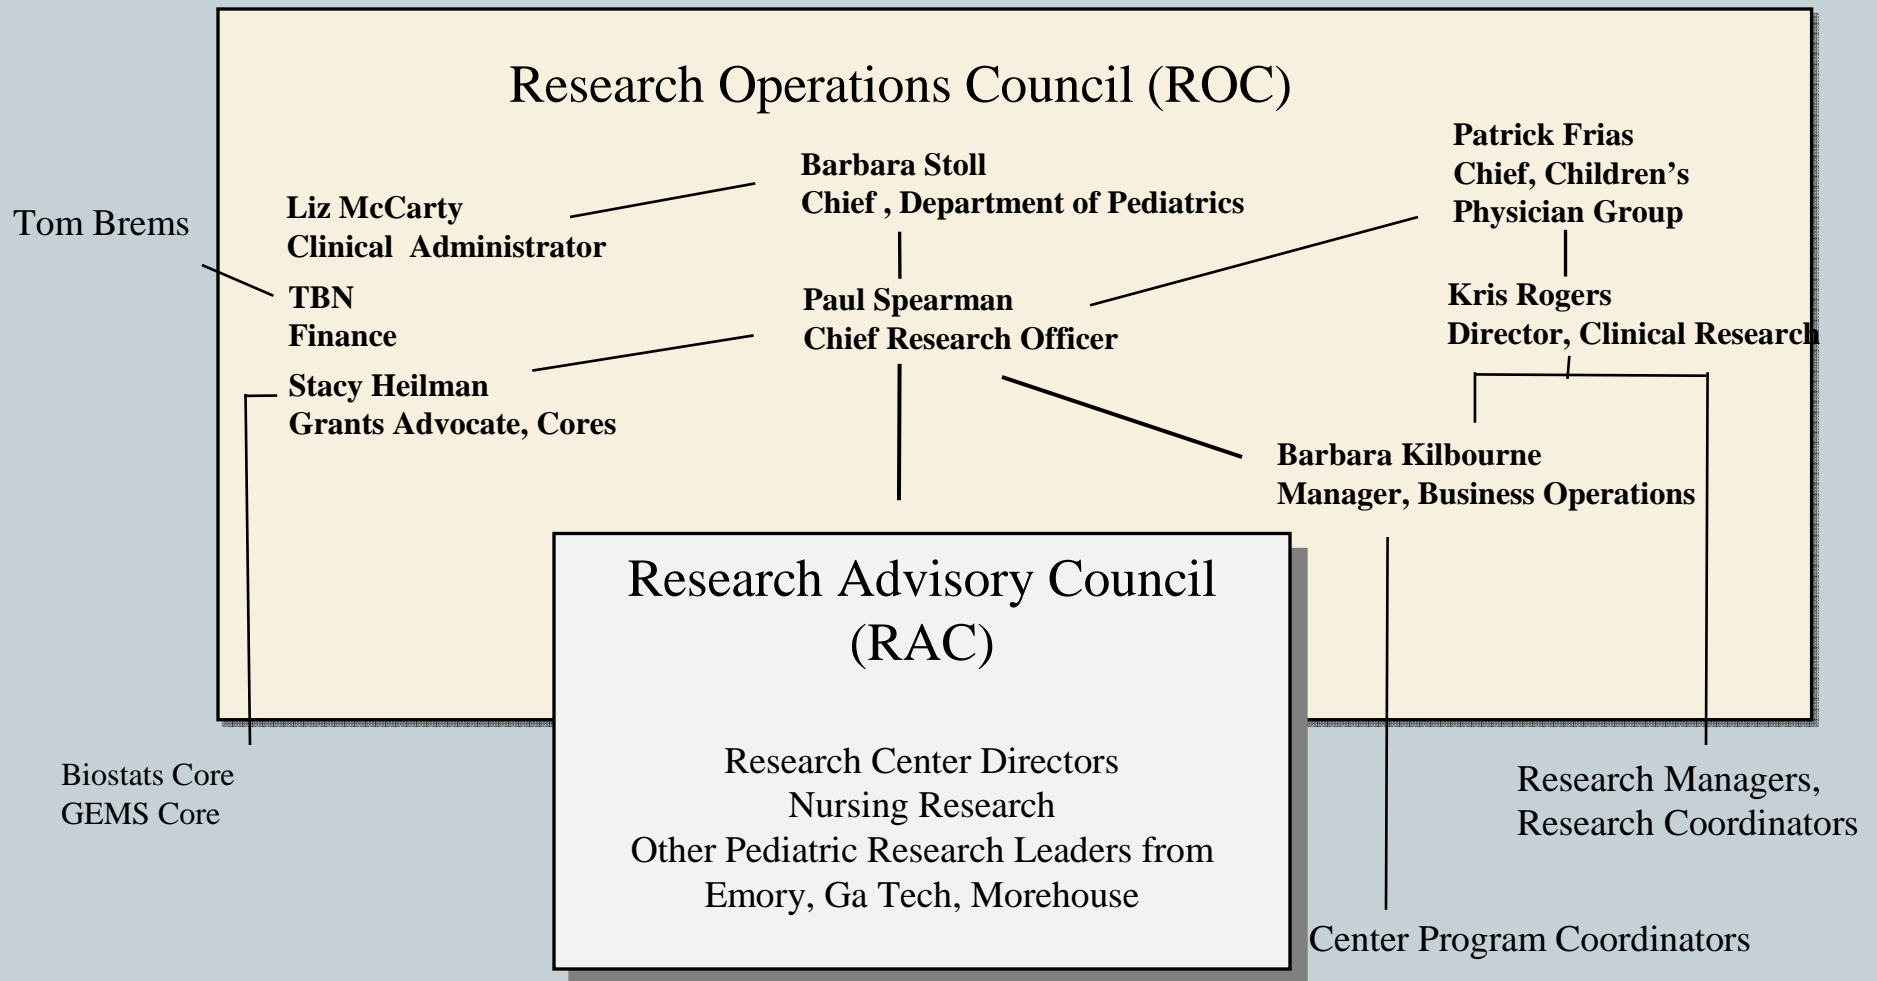 Research Operations Council (ROC)
Tom Brems
Liz McCarty
Clinical  Administrator
TBN
Finance
Stacy Heilman
Grants Advocate, Cores
Barbara Stoll
Chief , Department of Pediatrics
Paul Spearman
Chief Research Officer
Patrick Frias
Chief, Children’s
Physician Group
Kris Rogers
Director, Clinical Research
Barbara Kilbourne
Manager, Business Operations
Research Advisory Council
(RAC)
Research Center Directors
Nursing Research
Other Pediatric Research Leaders from
Emory, Ga Tech, Morehouse
Biostats Core
GEMS Core
Research Managers,
Research Coordinators
Center Program Coordinators